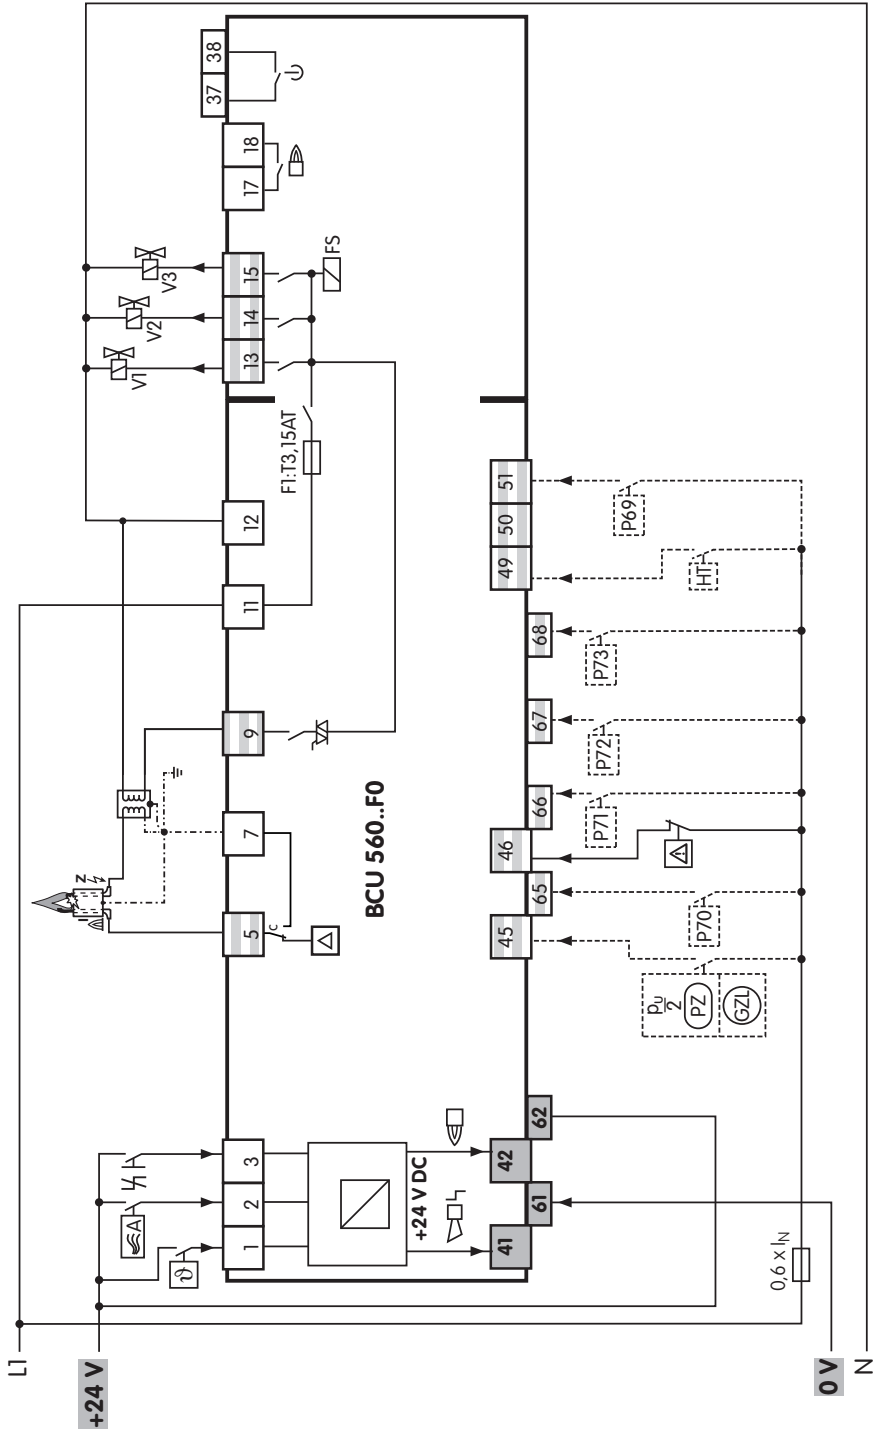 L1
+24 V
0 V
N
ϑ
A
1
2
3
5
7
9
11
12
13
14
15
17
18
37
38
V1
V2
V3
Z
I
C
F1:T3,15AT
FS
BCU 560..F0
+24 V DC
41
61
42
62
45
65
46
66
67
68
49
50
51
pu
2
PZ
GZL
P70
P71
P72
P73
HT
P69
0,6 x IN